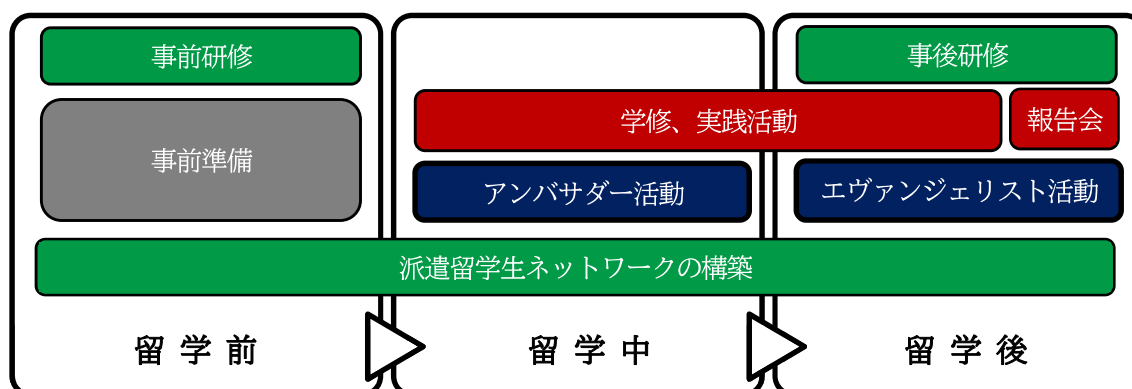 事前研修
事後研修
学修、実践活動
報告会
事前準備
アンバサダー活動
エヴァンジェリスト活動
派遣留学生ネットワークの構築
留学前
留学中
留学後